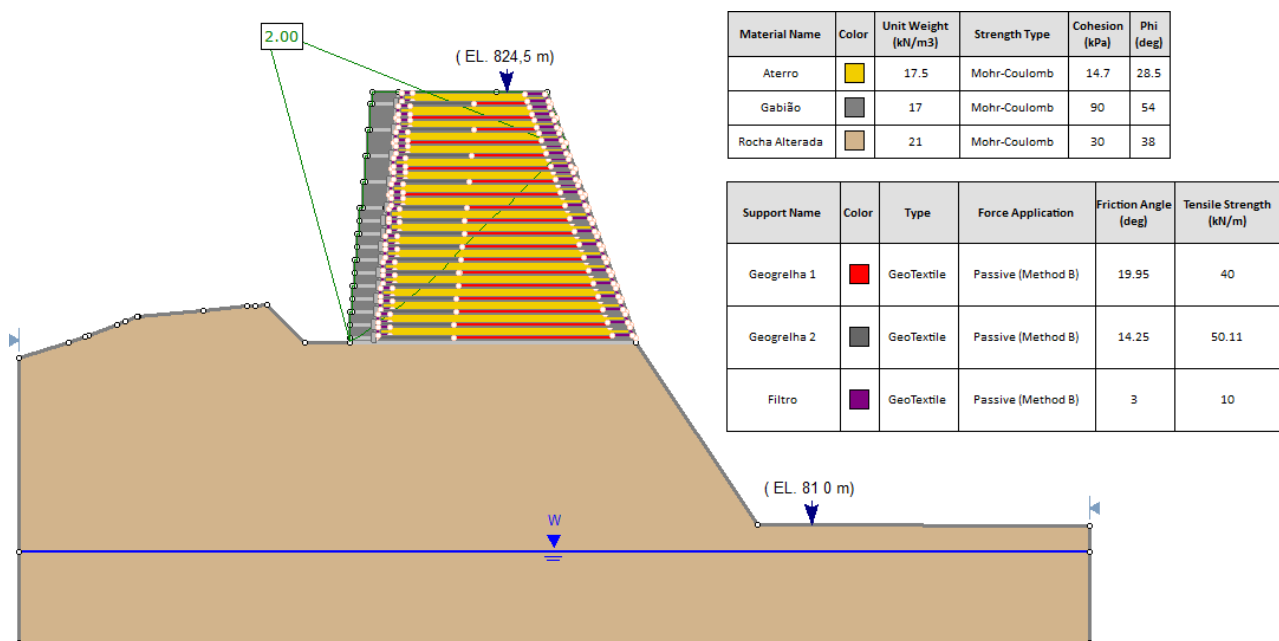 2.00
( EL. 824,5 m)
Material Name Color Unit Weight (kN/m3) Strength Type Cohesion (kPa) Phi (deg)
Aterro 17.5 Mohr-Coulomb 14.7 28.5
Gabião 17 Mohr-Coulomb 90 54
Rocha Alterada 21 Mohr-Coulomb 30 38
Support Name Color Type Force Application Friction Angle (deg) Tensile Strength (kN/m)
Geogrelha 1 GeoTextile Passive (Method B) 19.95 40
Geogrelha 2 GeoTextile Passive (Method B) 14.25 50.11
Filtro GeoTextile Passive (Method B) 3 10
( EL. 81 0 m)
W